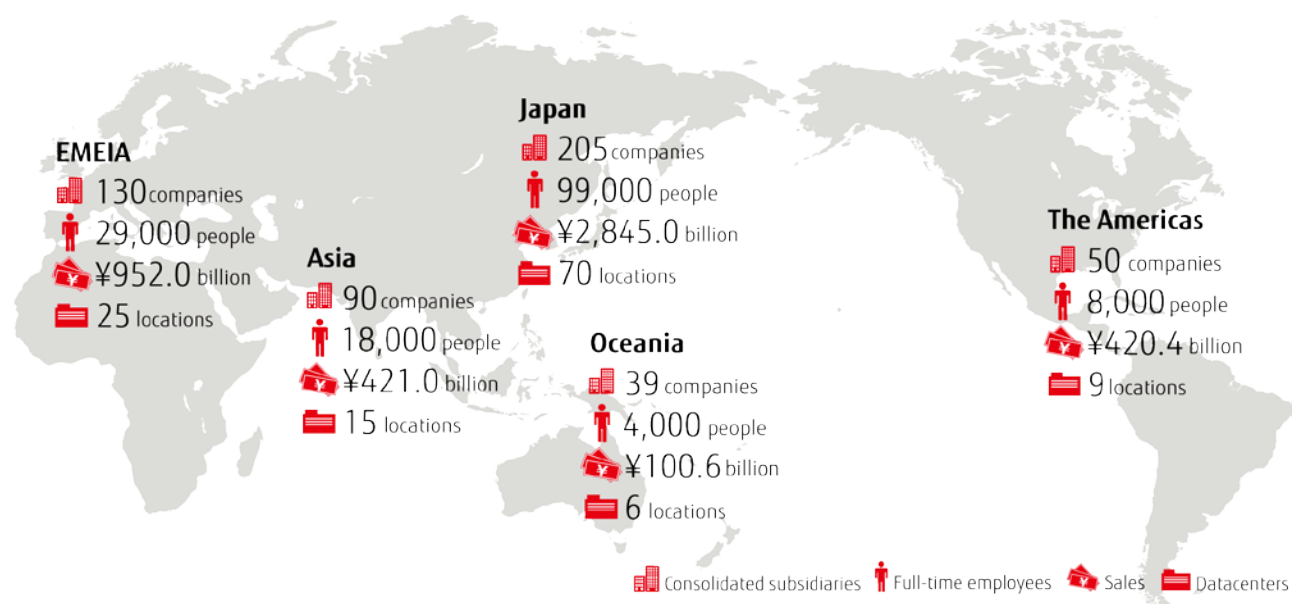 EMEIA
130 companies
29,000 people
¥952.0 billion
25 locations
Asia
90 companies
18,000 people
¥421.0 billion
15 locations
Japan
205 companies
99,000 people
¥2,845.0 billion
70 locations
Oceania
39 companies
4,000 people
¥100.6 billion
6 locations
The Americas
50 companies
8,000 people
¥420.4 billion
9 locations
Consolidated subsidiaries Full-time employees Sales Datacenters